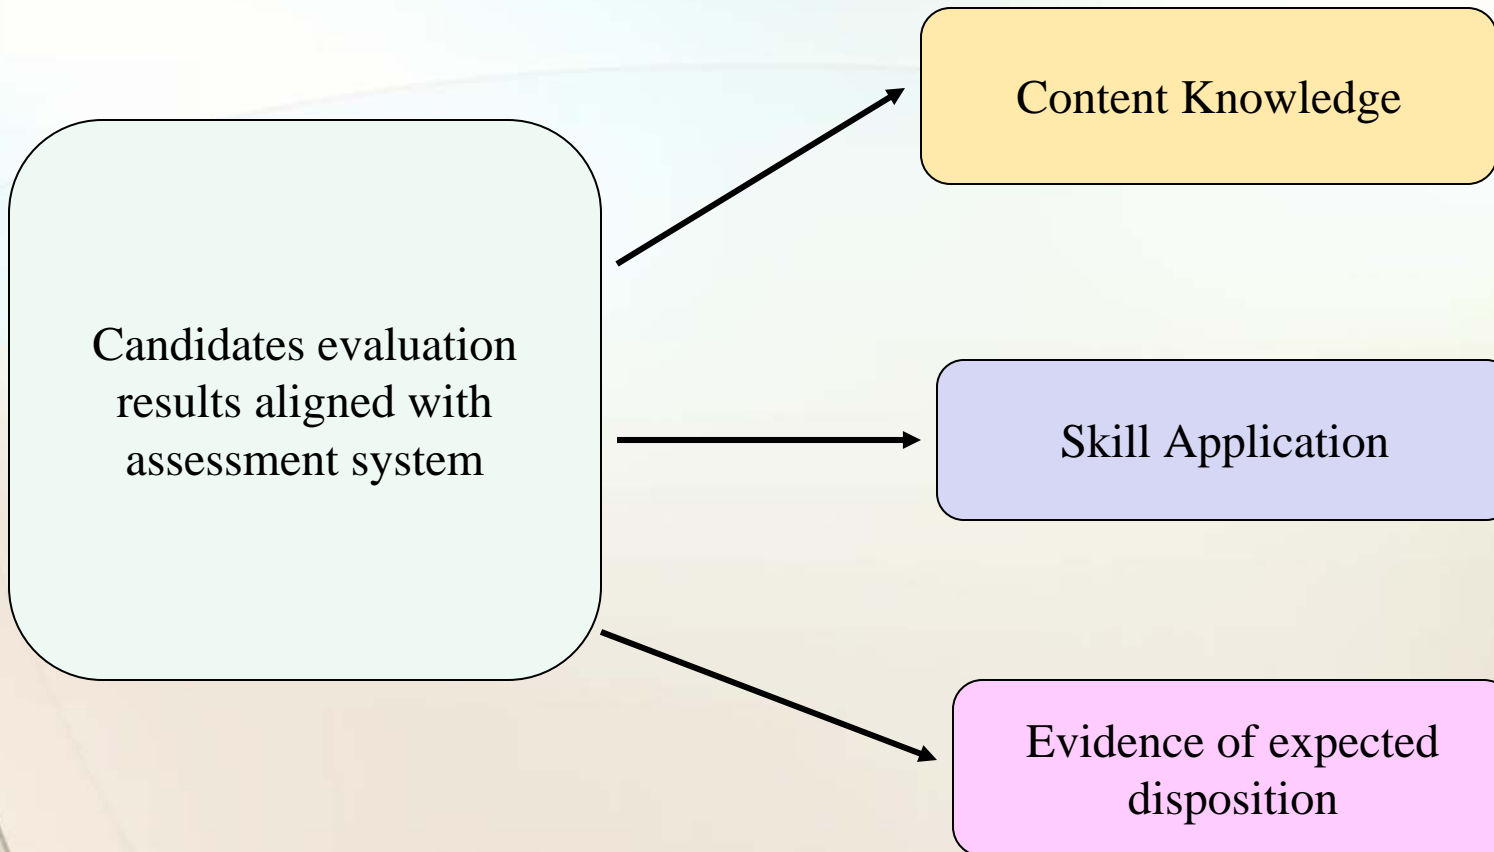 Content Knowledge
Candidates evaluation
results aligned with
assessment system
Skill Application
Evidence of expected
disposition